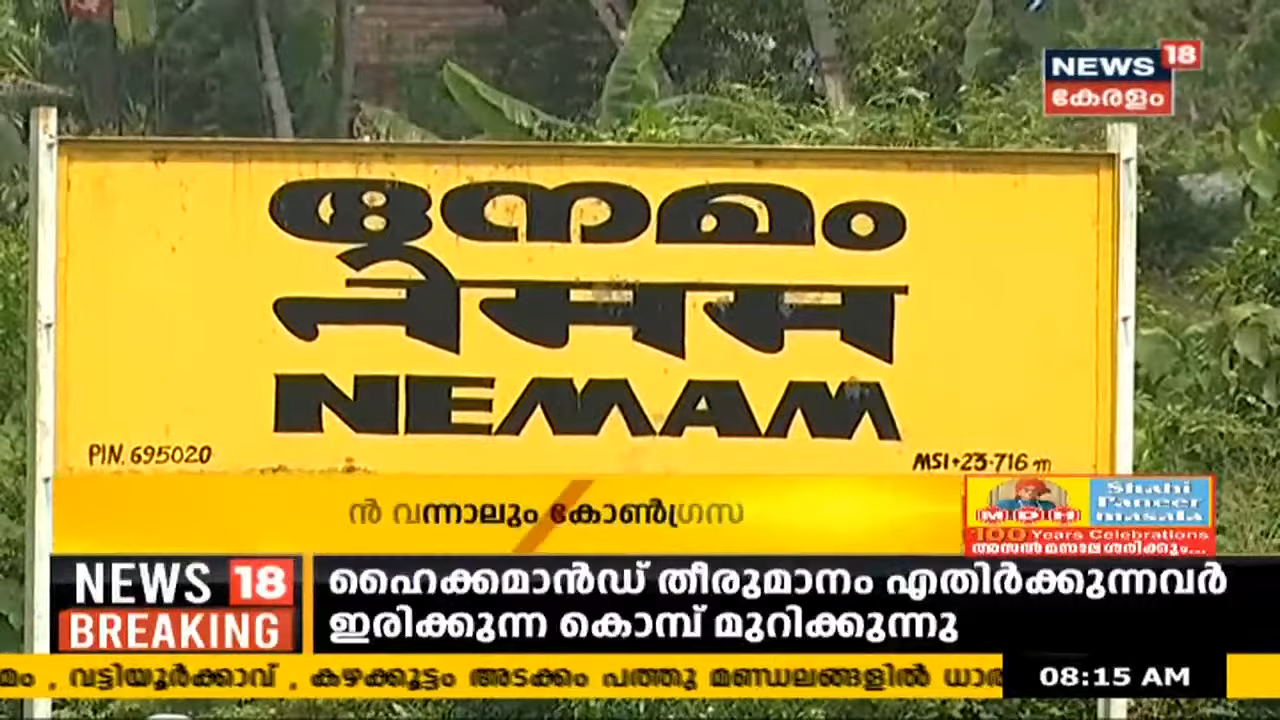 NEWS 18
കേരളം
നേമം
नेमम
NEMAM
PIN. 695020
MSL+23·716 m
ൻ വന്നാലും കോൺഗ്രസ
MDH
Shahi
Paneer
masala
100 Years Celebrations
NEWS 18
BREAKING
ഹൈക്കമാൻഡ് തീരുമാനം എതിർക്കുന്നവർ
ഇരിക്കുന്ന കൊമ്പ് മുറിക്കുന്നു
മം , വട്ടിയൂർക്കാവ് , കഴക്കൂട്ടം അടക്കം പത്തു മണ്ഡലങ്ങളിൽ ധാര
08:15 AM